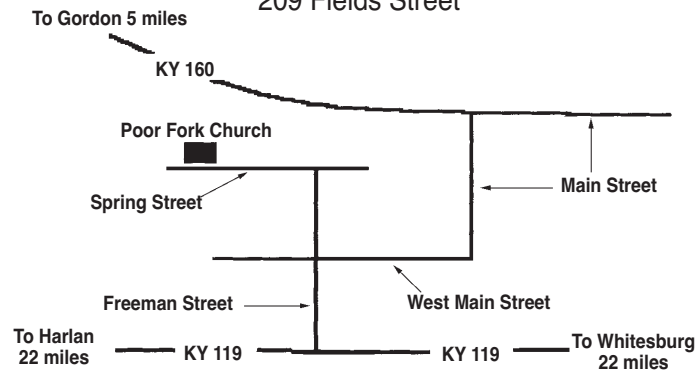 209 Fields Street
To Gordon 5 miles
KY 160
Poor Fork Church
Main Street
Spring Street
Freeman Street
West Main Street
To Harlan
22 miles
KY 119
KY 119
To Whitesburg
22 miles